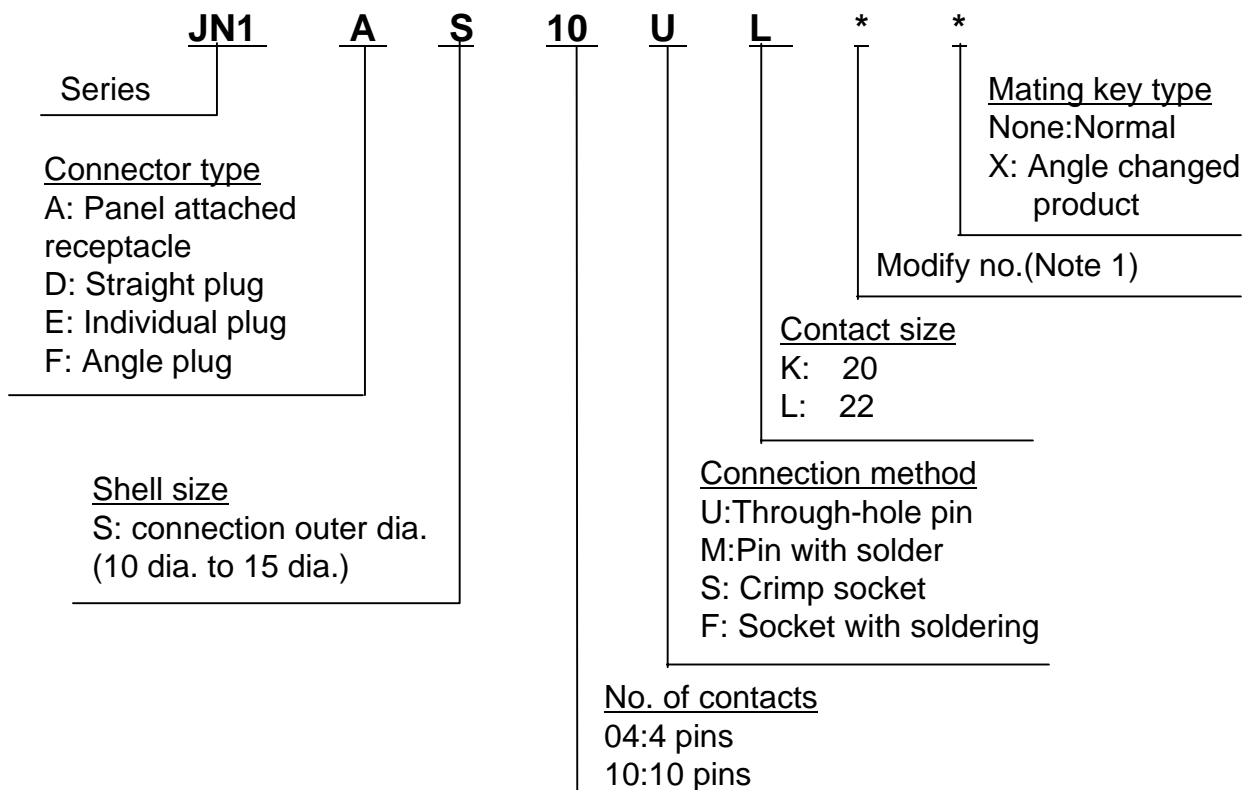 JN1 A S 10 U L * *
Series
Mating key type
None:Normal
X: Angle changed
product
Connector type
A: Panel attached
receptacle
D: Straight plug
E: Individual plug
F: Angle plug
Modify no.(Note 1)
Contact size
K: 20
L: 22
Shell size
S: connection outer dia.
(10 dia. to 15 dia.)
Connection method
U:Through-hole pin
M:Pin with solder
S: Crimp socket
F: Socket with soldering
No. of contacts
04:4 pins
10:10 pins